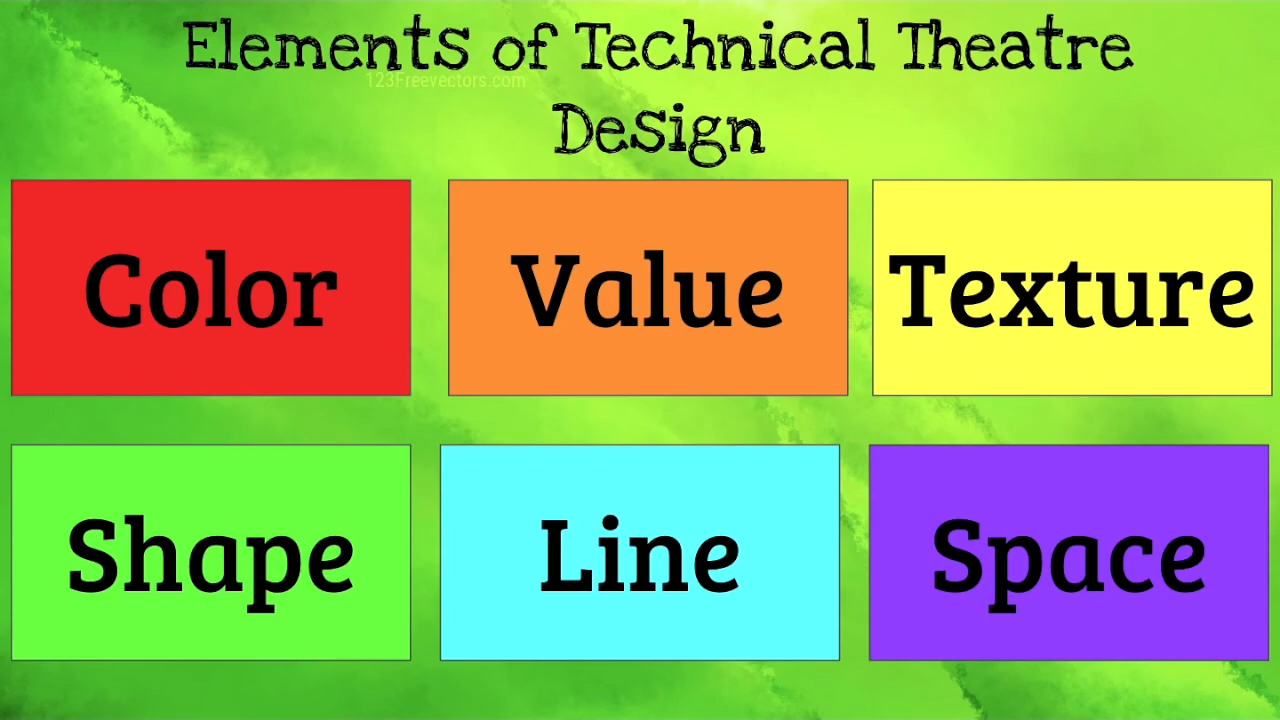 Elements of Technical Theatre
123Freevectors.com
Design
Color
Value
Texture
Shape
Line
Space